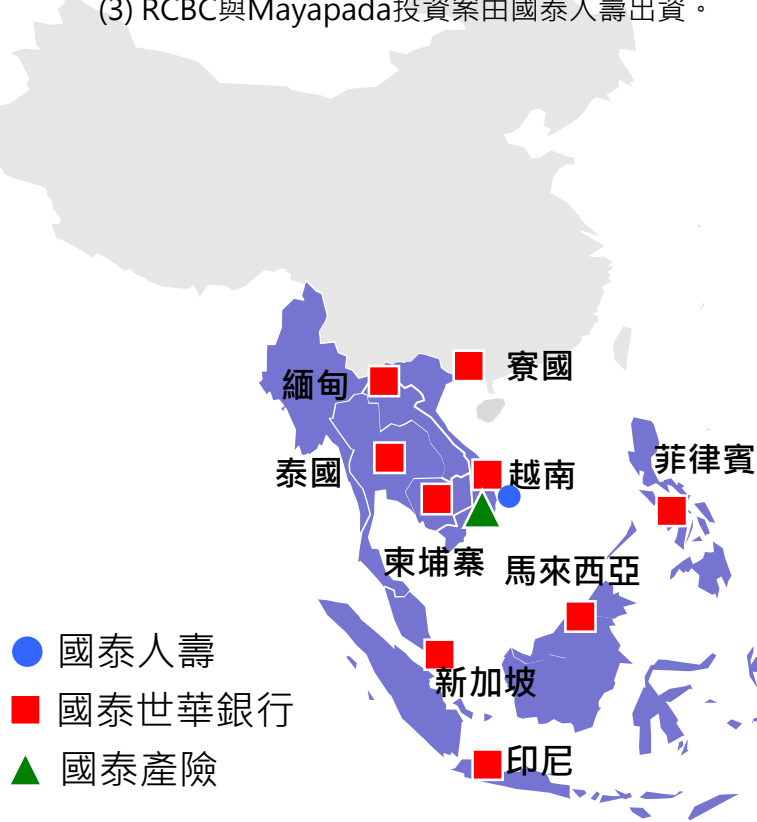 (3) RCBC與Mayapada投資案由國泰人壽出資。
寮國
緬甸
菲律賓
泰國
越南
柬埔寨
馬來西亞
國泰人壽
新加坡
國泰世華銀行
印尼
國泰產險